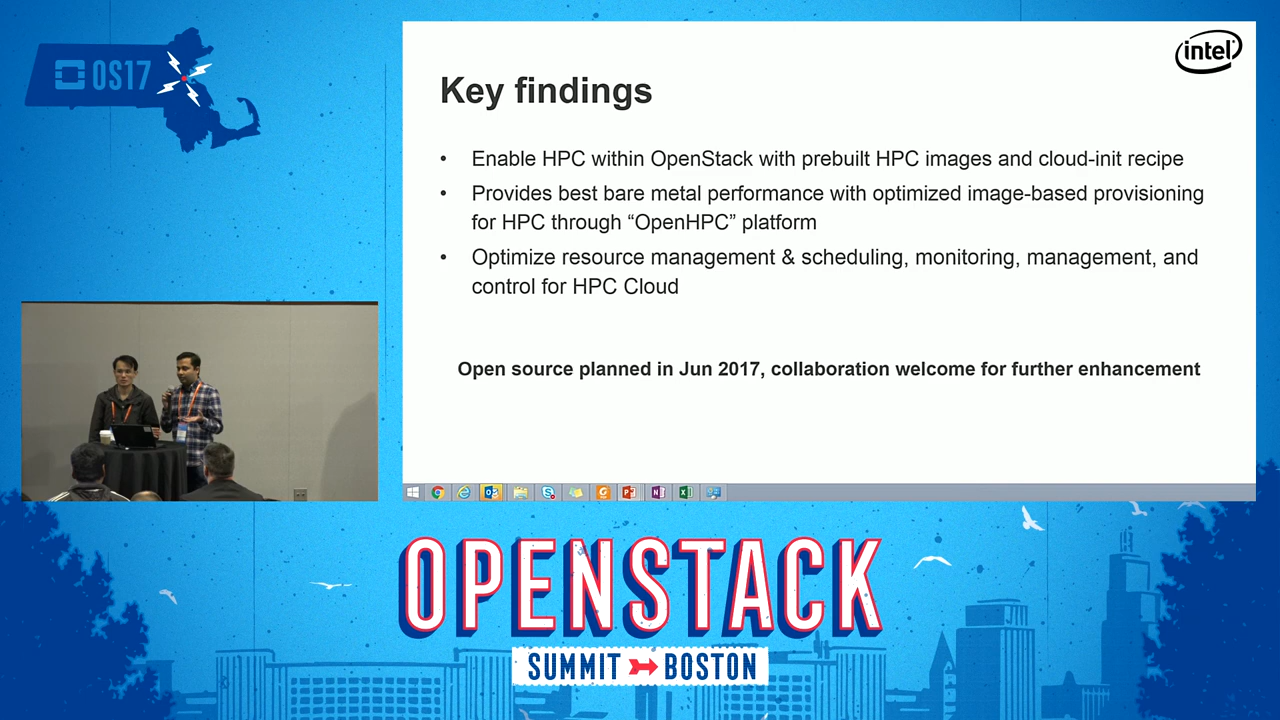 OS17
intel
Key findings
• Enable HPC within OpenStack with prebuilt HPC images and cloud-init recipe
• Provides best bare metal performance with optimized image-based provisioning
for HPC through “OpenHPC” platform
• Optimize resource management & scheduling, monitoring, management, and
control for HPC Cloud
Open source planned in Jun 2017, collaboration welcome for further enhancement
OPENSTACK
SUMMIT BOSTON